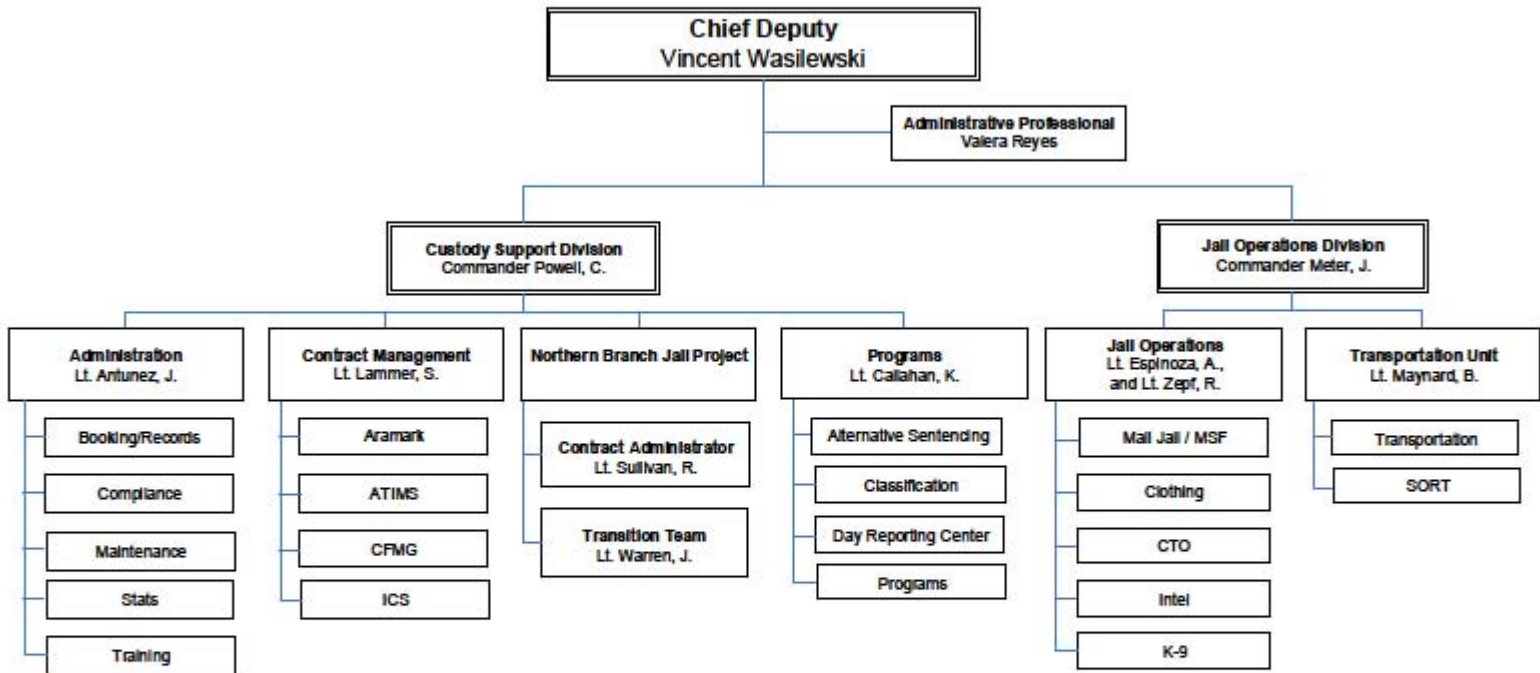 Chief Deputy
Vincent Wasilewski
Administrative Professional
Valera Reyes
Custody Support Division
Commander Powell, C.
Jail Operations Division
Commander Meter, J.
Administration
Lt. Antunez, J.
Booking/Records
Compliance
Maintenance
Stats
Training
Contract Management
Lt. Lammer, S.
Aramark
ATIMS
CFMG
ICS
Northern Branch Jail Project
Contract Administrator
Lt. Sullivan, R.
Transition Team
Lt. Warren, J.
Programs
Lt. Callahan, K.
Alternative Sentencing
Classification
Day Reporting Center
Programs
Jail Operations
Lt. Espinoza, A.,
and Lt. Zepf, R.
Mail Jail / MSF
Clothing
CTO
Intel
K-9
Transportation Unit
Lt. Maynard, B.
Transportation
SORT